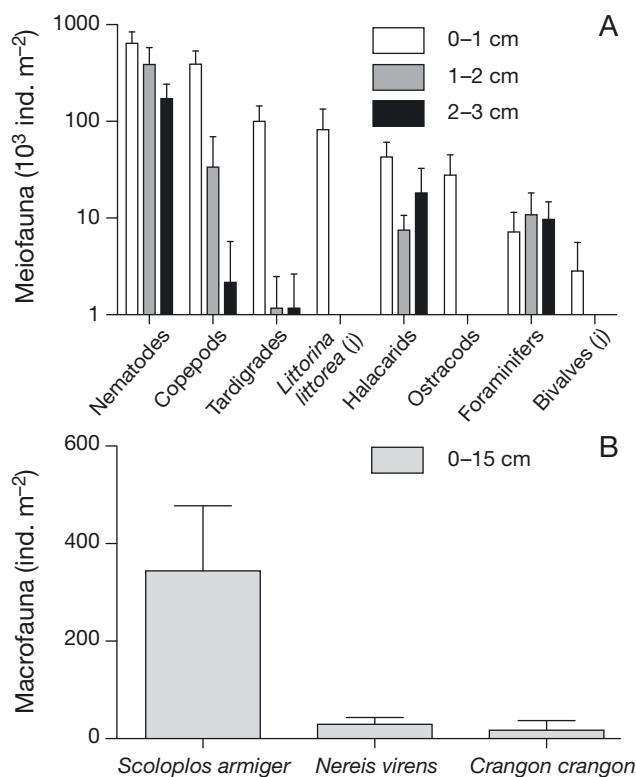 A
0–1 cm
1–2 cm
2–3 cm
Meiofauna (10³ ind. m⁻²)
1000
100
10
1
Nematodes
Copepods
Tardigrades
Littorina
littorea (j)
Halacarids
Ostracods
Foraminifers
Bivalves (j)
B
0–15 cm
Macrofauna (ind. m⁻²)
600
400
200
0
Scoloplos armiger
Nereis virens
Crangon crangon